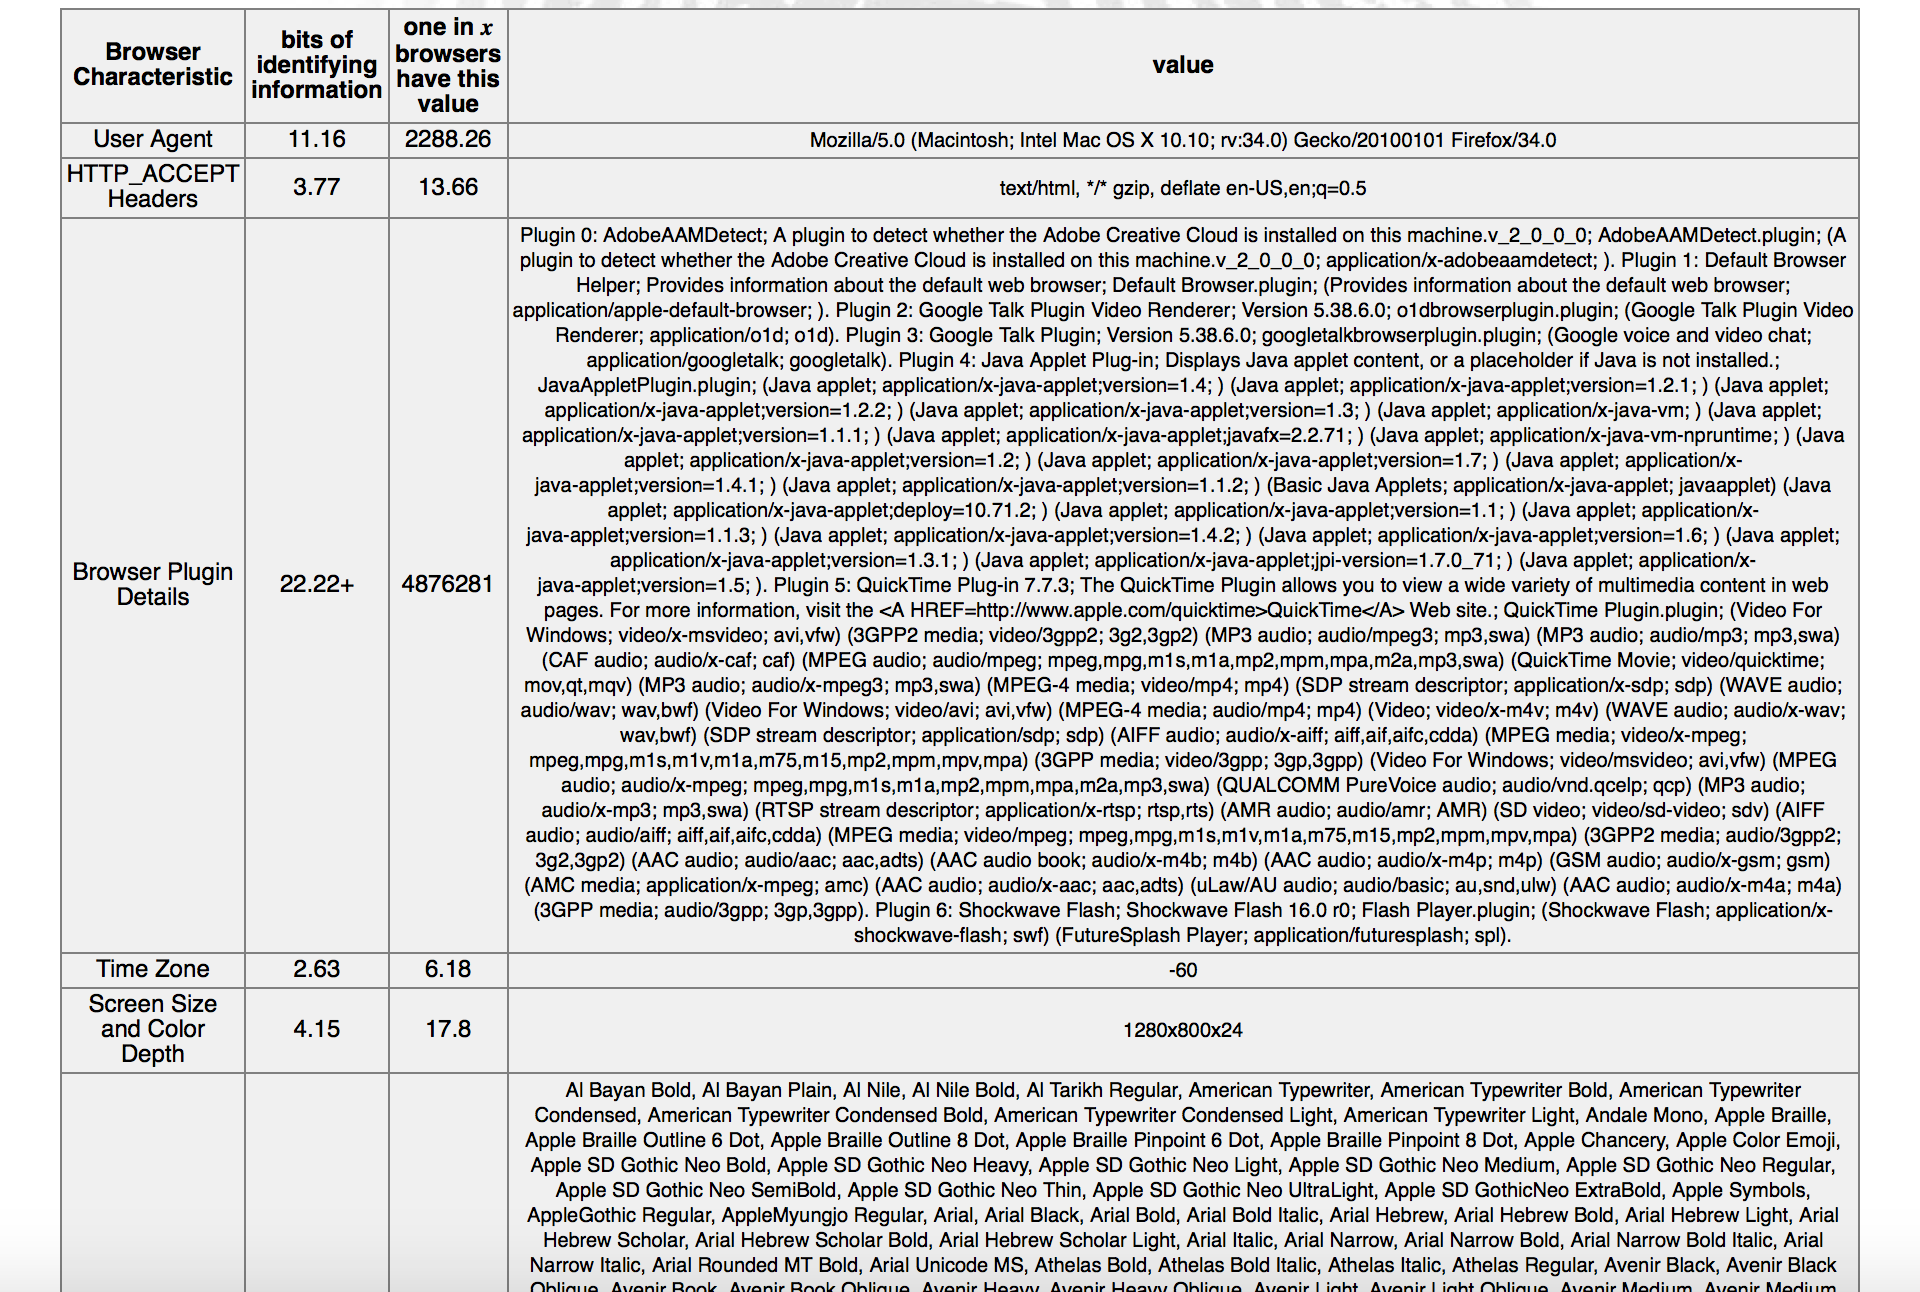 Browser Characteristic
bits of identifying information
one in x browsers have this value
value
User Agent
11.16
2288.26
Mozilla/5.0 (Macintosh; Intel Mac OS X 10.10; rv:34.0) Gecko/20100101 Firefox/34.0
HTTP_ACCEPT Headers
3.77
13.66
text/html, */* gzip, deflate en-US,en;q=0.5
Browser Plugin Details
22.22+
4876281
Plugin 0: AdobeAAMDetect; A plugin to detect whether the Adobe Creative Cloud is installed on this machine.v_2_0_0_0; AdobeAAMDetect.plugin; (A
plugin to detect whether the Adobe Creative Cloud is installed on this machine.v_2_0_0_0; application/x-adobeaamdetect; ). Plugin 1: Default Browser
Helper; Provides information about the default web browser; Default Browser.plugin; (Provides information about the default web browser;
application/apple-default-browser; ). Plugin 2: Google Talk Plugin Video Renderer; Version 5.38.6.0; o1dbrowserplugin.plugin; (Google Talk Plugin Video
Renderer; application/o1d; o1d). Plugin 3: Google Talk Plugin; Version 5.38.6.0; googletalkbrowserplugin.plugin; (Google voice and video chat;
application/googletalk; googletalk). Plugin 4: Java Applet Plug-in; Displays Java applet content, or a placeholder if Java is not installed.;
JavaAppletPlugin.plugin; (Java applet; application/x-java-applet;version=1.4; ) (Java applet; application/x-java-applet;version=1.2.1; ) (Java applet;
application/x-java-applet;version=1.2.2; ) (Java applet; application/x-java-applet;version=1.3; ) (Java applet; application/x-java-vm; ) (Java applet;
application/x-java-applet;version=1.1.1; ) (Java applet; application/x-java-applet;javafx=2.2.71; ) (Java applet; application/x-java-vm-npruntime; ) (Java
applet; application/x-java-applet;version=1.2; ) (Java applet; application/x-java-applet;version=1.7; ) (Java applet; application/x-
java-applet;version=1.4.1; ) (Java applet; application/x-java-applet;version=1.1.2; ) (Basic Java Applets; application/x-java-applet; javaapplet) (Java
applet; application/x-java-applet;deploy=10.71.2; ) (Java applet; application/x-java-applet;version=1.1; ) (Java applet; application/x-
java-applet;version=1.1.3; ) (Java applet; application/x-java-applet;version=1.4.2; ) (Java applet; application/x-java-applet;version=1.6; ) (Java applet;
application/x-java-applet;version=1.3.1; ) (Java applet; application/x-java-applet;jpi-version=1.7.0_71; ) (Java applet; application/x-
java-applet;version=1.5; ). Plugin 5: QuickTime Plug-in 7.7.3; The QuickTime Plugin allows you to view a wide variety of multimedia content in web
pages. For more information, visit the <A HREF=http://www.apple.com/quicktime>QuickTime</A> Web site.; QuickTime Plugin.plugin; (Video For
Windows; video/x-msvideo; avi,vfw) (3GPP2 media; video/3gpp2; 3g2,3gp2) (MP3 audio; audio/mpeg3; mp3,swa) (MP3 audio; audio/mp3; mp3,swa)
(CAF audio; audio/x-caf; caf) (MPEG audio; audio/mpeg; mpeg,mpg,m1s,m1a,mp2,mpm,mpa,m2a,mp3,swa) (QuickTime Movie; video/quicktime;
mov,qt,mqv) (MP3 audio; audio/x-mpeg3; mp3,swa) (MPEG-4 media; video/mp4; mp4) (SDP stream descriptor; application/x-sdp; sdp) (WAVE audio;
audio/wav; wav,bwf) (Video For Windows; video/avi; avi,vfw) (MPEG-4 media; audio/mp4; mp4) (Video; video/x-m4v; m4v) (WAVE audio; audio/x-wav;
wav,bwf) (SDP stream descriptor; application/sdp; sdp) (AIFF audio; audio/x-aiff; aiff,aif,aifc,cdda) (MPEG media; video/x-mpeg;
mpeg,mpg,m1s,m1v,m1a,m75,m15,mp2,mpm,mpv,mpa) (3GPP media; video/3gpp; 3gp,3gpp) (Video For Windows; video/msvideo; avi,vfw) (MPEG
audio; audio/x-mpeg; mpeg,mpg,m1s,m1a,mp2,mpm,mpa,m2a,mp3,swa) (QUALCOMM PureVoice audio; audio/vnd.qcelp; qcp) (MP3 audio;
audio/x-mp3; mp3,swa) (RTSP stream descriptor; application/x-rtsp; rtsp,rts) (AMR audio; audio/amr; AMR) (SD video; video/sd-video; sdv) (AIFF
audio; audio/aiff; aiff,aif,aifc,cdda) (MPEG media; video/mpeg; mpeg,mpg,m1s,m1v,m1a,m75,m15,mp2,mpm,mpv,mpa) (3GPP2 media; audio/3gpp2;
3g2,3gp2) (AAC audio; audio/aac; aac,adts) (AAC audio book; audio/x-m4b; m4b) (AAC audio; audio/x-m4p; m4p) (GSM audio; audio/x-gsm; gsm)
(AMC media; application/x-mpeg; amc) (AAC audio; audio/x-aac; aac,adts) (uLaw/AU audio; audio/basic; au,snd,ulw) (AAC audio; audio/x-m4a; m4a)
(3GPP media; audio/3gpp; 3gp,3gpp). Plugin 6: Shockwave Flash; Shockwave Flash 16.0 r0; Flash Player.plugin; (Shockwave Flash; application/x-
shockwave-flash; swf) (FutureSplash Player; application/futuresplash; spl).
Time Zone
2.63
6.18
-60
Screen Size and Color Depth
4.15
17.8
1280x800x24
Al Bayan Bold, Al Bayan Plain, Al Nile, Al Nile Bold, Al Tarikh Regular, American Typewriter, American Typewriter Bold, American Typewriter
Condensed, American Typewriter Condensed Bold, American Typewriter Condensed Light, American Typewriter Light, Andale Mono, Apple Braille,
Apple Braille Outline 6 Dot, Apple Braille Outline 8 Dot, Apple Braille Pinpoint 6 Dot, Apple Braille Pinpoint 8 Dot, Apple Chancery, Apple Color Emoji,
Apple SD Gothic Neo Bold, Apple SD Gothic Neo Heavy, Apple SD Gothic Neo Light, Apple SD Gothic Neo Medium, Apple SD Gothic Neo Regular,
Apple SD Gothic Neo SemiBold, Apple SD Gothic Neo Thin, Apple SD Gothic Neo UltraLight, Apple SD GothicNeo ExtraBold, Apple Symbols,
AppleGothic Regular, AppleMyungjo Regular, Arial, Arial Black, Arial Bold, Arial Bold Italic, Arial Hebrew, Arial Hebrew Bold, Arial Hebrew Light, Arial
Hebrew Scholar, Arial Hebrew Scholar Bold, Arial Hebrew Scholar Light, Arial Italic, Arial Narrow, Arial Narrow Bold, Arial Narrow Bold Italic, Arial
Narrow Italic, Arial Rounded MT Bold, Arial Unicode MS, Athelas Bold, Athelas Bold Italic, Athelas Italic, Athelas Regular, Avenir Black, Avenir Black
Oblique, Avenir Book, Avenir Book Oblique, Avenir Heavy, Avenir Heavy Oblique, Avenir Light, Avenir Light Oblique, Avenir Medium, Avenir Medium